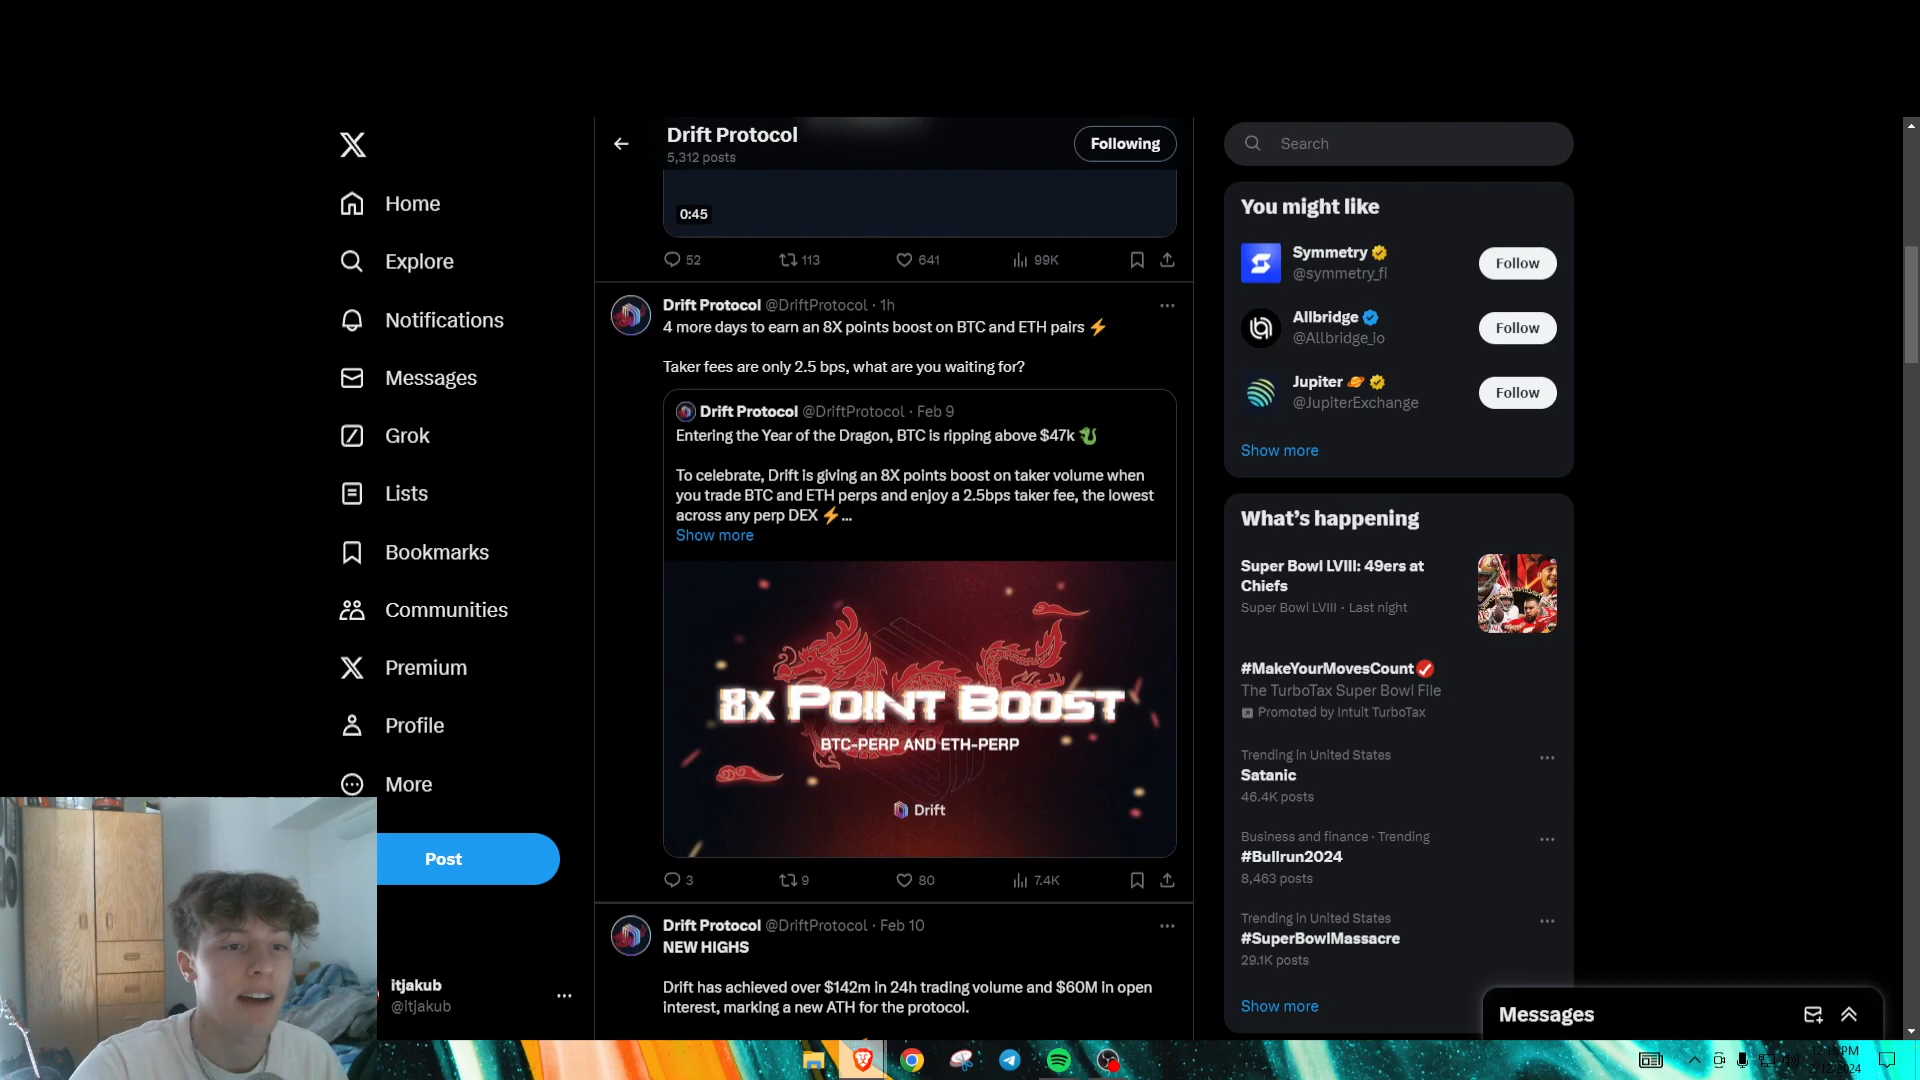 Home
Explore
Notifications
Messages
Grok
Lists
Bookmarks
Communities
Premium
Profile
More
Post
itjakub
@itjakub
Drift Protocol
5,312 posts
Following
0:45
52 113 641 99K
Drift Protocol @DriftProtocol · 1h
4 more days to earn an 8X points boost on BTC and ETH pairs ⚡
Taker fees are only 2.5 bps, what are you waiting for?
Drift Protocol @DriftProtocol · Feb 9
Entering the Year of the Dragon, BTC is ripping above $47k 🐉
To celebrate, Drift is giving an 8X points boost on taker volume when
you trade BTC and ETH perps and enjoy a 2.5bps taker fee, the lowest
across any perp DEX ⚡...
Show more
8X POINT BOOST
BTC-PERP AND ETH-PERP
Drift
3 9 80 7.4K
Drift Protocol @DriftProtocol · Feb 10
NEW HIGHS
Drift has achieved over $142m in 24h trading volume and $60M in open
interest, marking a new ATH for the protocol.
Search
You might like
Symmetry
@symmetry_fi
Follow
Allbridge
@Allbridge_io
Follow
Jupiter 🪐
@JupiterExchange
Follow
Show more
What's happening
Super Bowl LVIII: 49ers at
Chiefs
Super Bowl LVIII · Last night
#MakeYourMovesCount
The TurboTax Super Bowl File
Promoted by Intuit TurboTax
Trending in United States
Satanic
46.4K posts
Business and finance · Trending
#Bullrun2024
8,463 posts
Trending in United States
#SuperBowlMassacre
29.1K posts
Show more
Messages